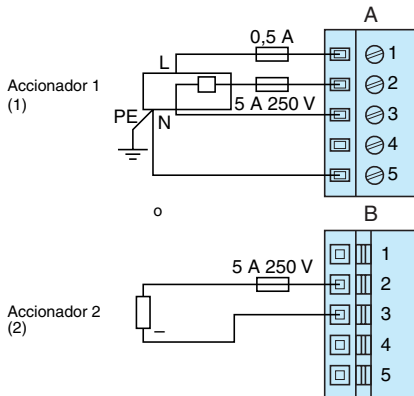 A
0,5 A
L
1
Accionador 1
(1)
2
5 A 250 V
3
PE
N
4
5
o
B
1
5 A 250 V
2
Accionador 2
(2)
3
–
4
5